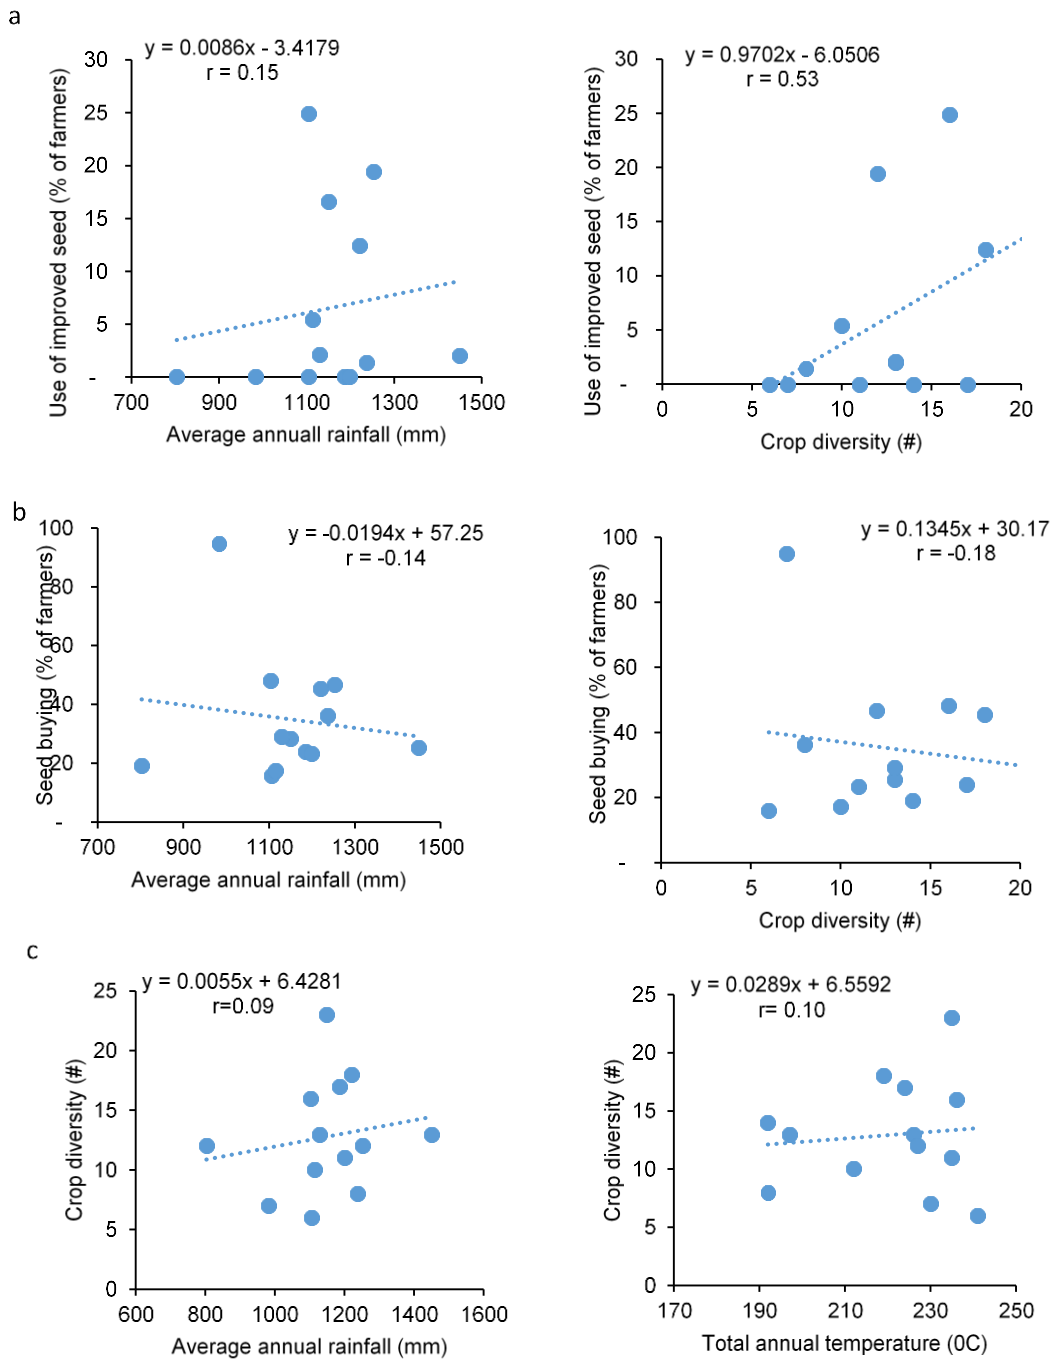 a
y = 0.0086x - 3.4179
r = 0.15
Use of improved seed (% of farmers)
30
25
20
15
10
5
-
700 900 1100 1300 1500
Average annuall rainfall (mm)
y = 0.9702x - 6.0506
r = 0.53
Use of improved seed (% of farmers)
30
25
20
15
10
5
-
0 5 10 15 20
Crop diversity (#)
b
y = -0.0194x + 57.25
r = -0.14
Seed buying (% of farmers)
100
80
60
40
20
-
700 900 1100 1300 1500
Average annual rainfall (mm)
y = 0.1345x + 30.17
r = -0.18
Seed buying (% of farmers)
100
80
60
40
20
-
0 5 10 15 20
Crop diversity (#)
c
y = 0.0055x + 6.4281
r=0.09
Crop diversity (#)
25
20
15
10
5
0
600 800 1000 1200 1400 1600
Average annual rainfall (mm)
y = 0.0289x + 6.5592
r= 0.10
Crop diversity (#)
25
20
15
10
5
0
170 190 210 230 250
Total annual temperature (0C)